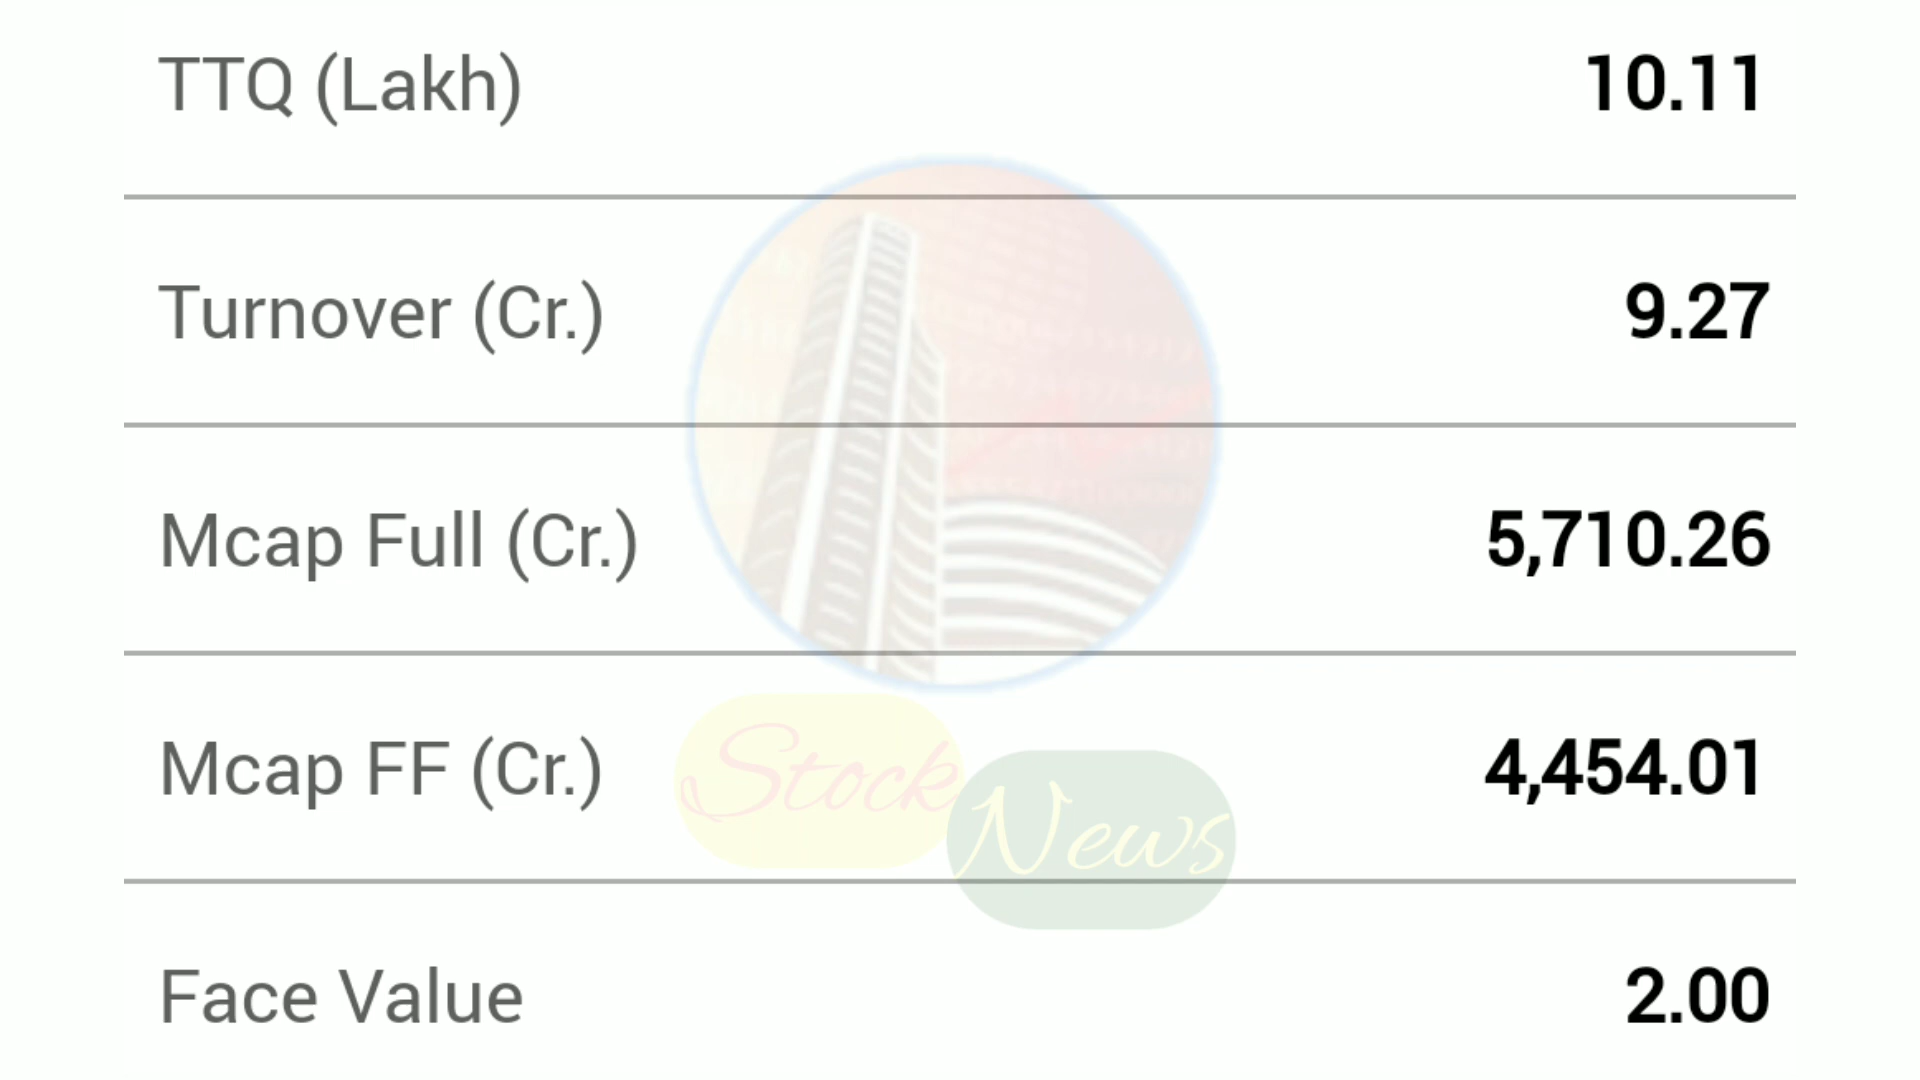 TTQ (Lakh) 10.11
Turnover (Cr.) 9.27
Mcap Full (Cr.) 5,710.26
Mcap FF (Cr.) 4,454.01
Stock
News
Face Value 2.00